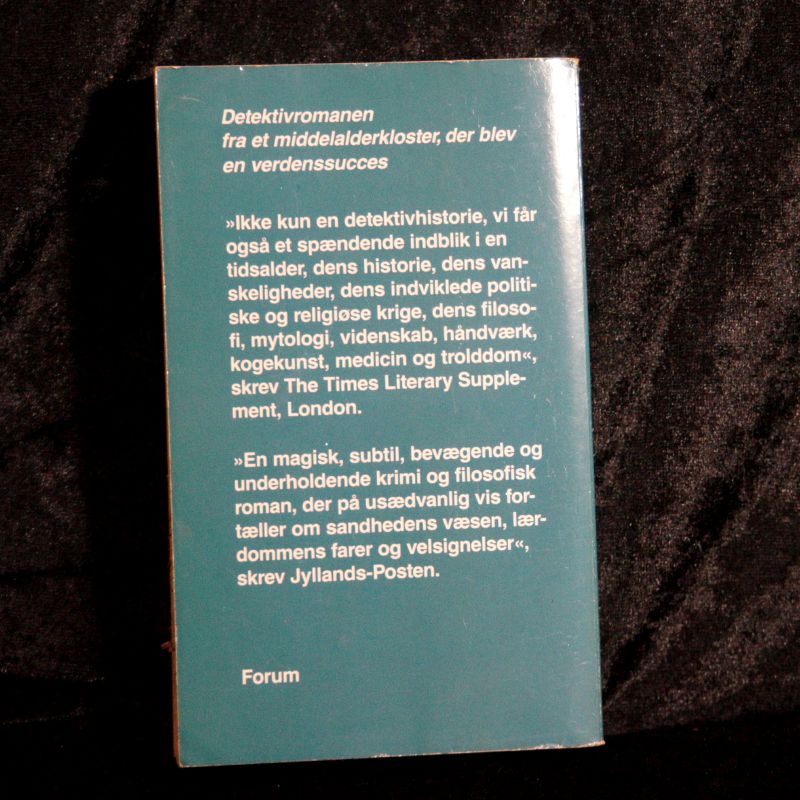 Detektivromanen
fra et middelalderkloster, der blev
en verdenssucces
»Ikke kun en detektivhistorie, vi får
også et spændende indblik i en
tidsalder, dens historie, dens van-
skeligheder, dens indviklede politi-
ske og religiøse krige, dens filoso-
fi, mytologi, videnskab, håndværk,
kogekunst, medicin og trolddom«,
skrev The Times Literary Supple-
ment, London.
»En magisk, subtil, bevægende og
underholdende krimi og filosofisk
roman, der på usædvanlig vis for-
tæller om sandhedens væsen, lær-
dommens farer og velsignelser«,
skrev Jyllands-Posten.
Forum